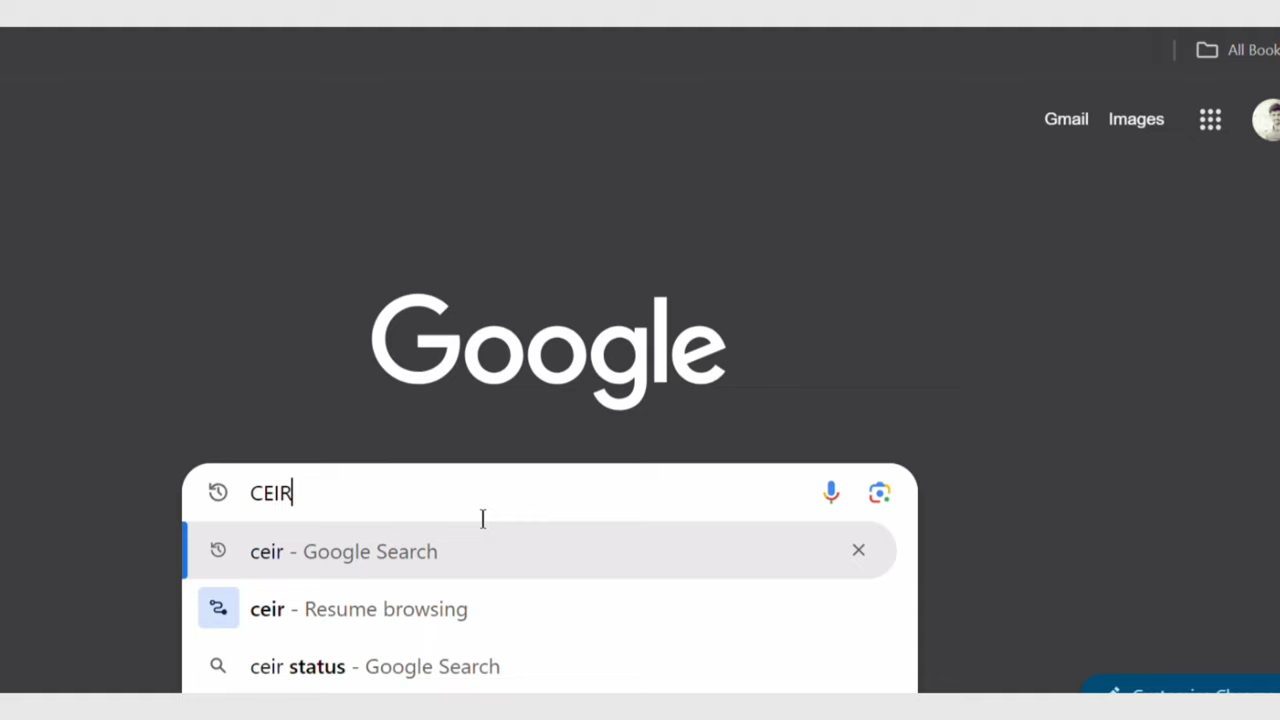 All Book
Gmail Images
Google
CEIR
ceir - Google Search
ceir - Resume browsing
ceir status - Google Search